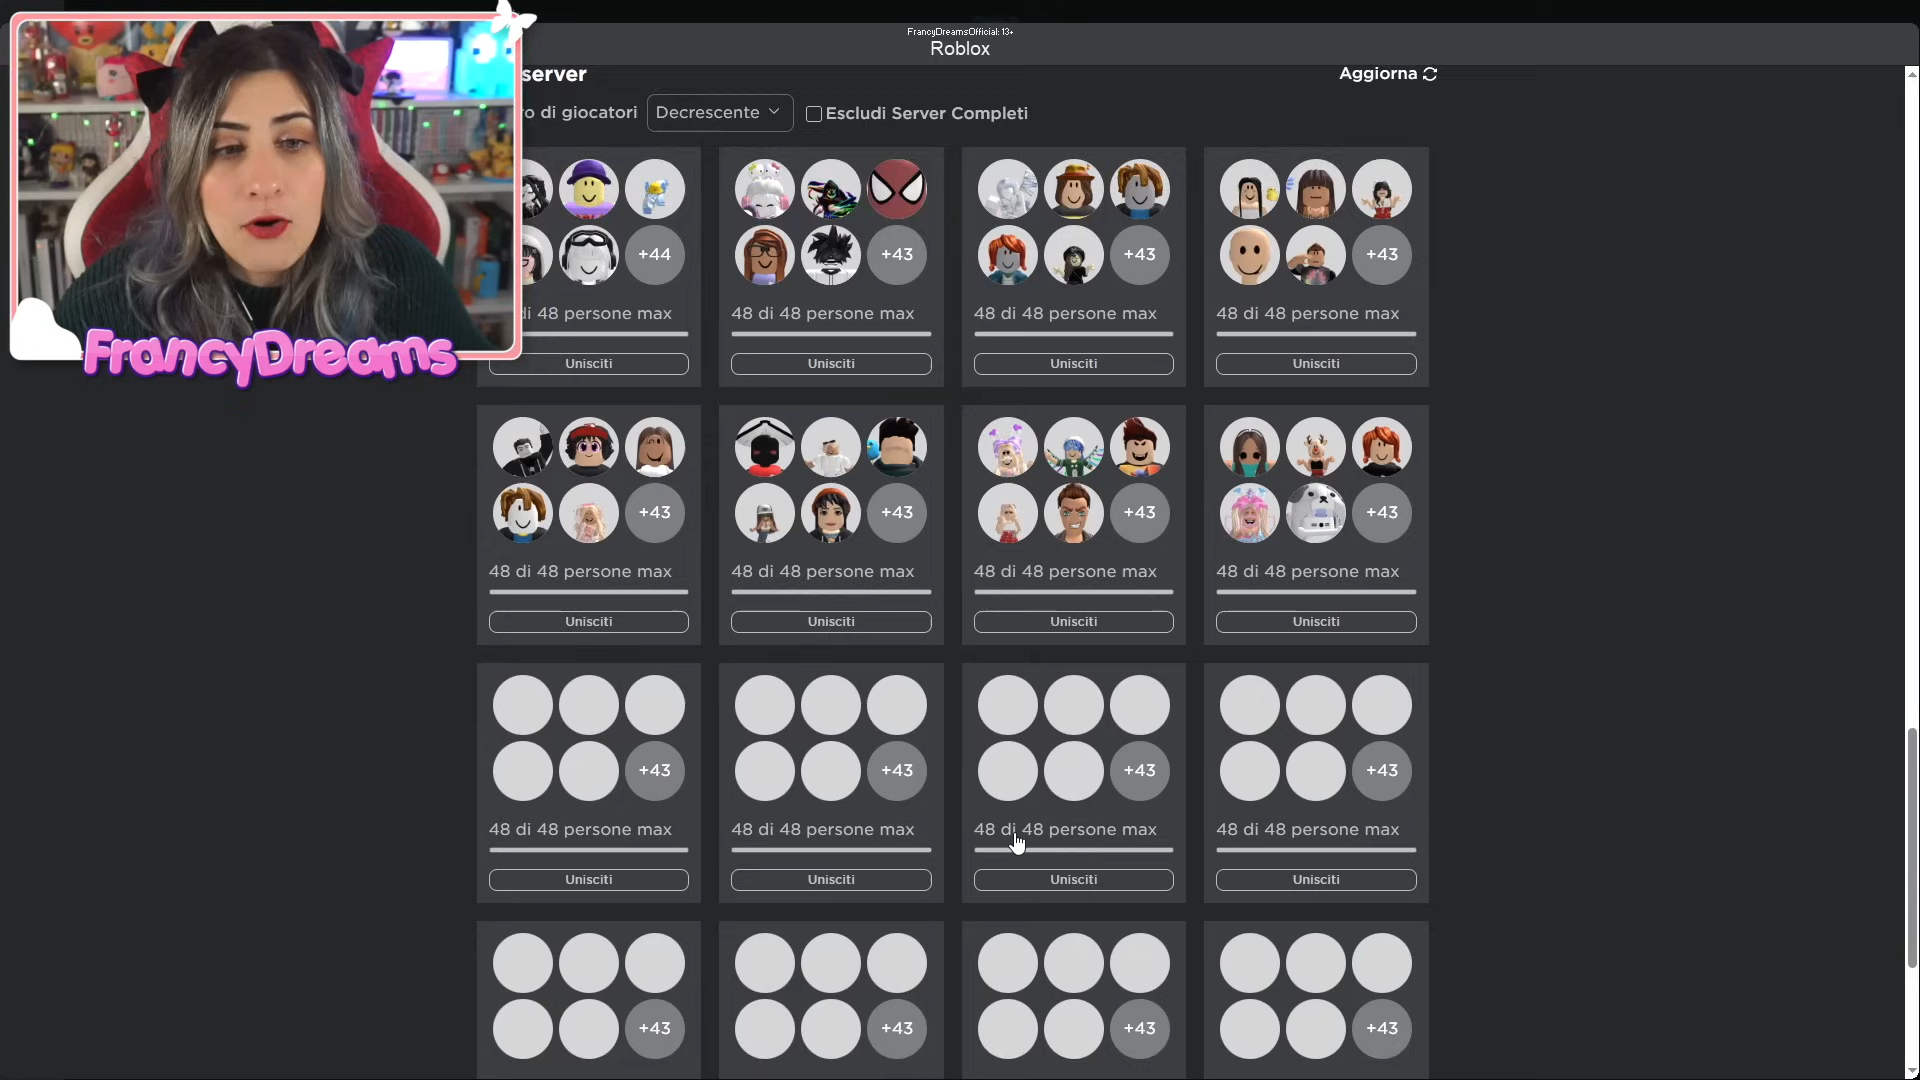 FrancyDreamsOfficial: 13+
Roblox
server
Aggiorna
o di giocatori Decrescente Escludi Server Completi
+44 +43 +43 +43
di 48 persone max 48 di 48 persone max 48 di 48 persone max 48 di 48 persone max
Unisciti Unisciti Unisciti Unisciti
FrancyDreams
+43 +43 +43 +43
48 di 48 persone max 48 di 48 persone max 48 di 48 persone max 48 di 48 persone max
Unisciti Unisciti Unisciti Unisciti
+43 +43 +43 +43
48 di 48 persone max 48 di 48 persone max 48 di 48 persone max 48 di 48 persone max
Unisciti Unisciti Unisciti Unisciti
+43 +43 +43 +43